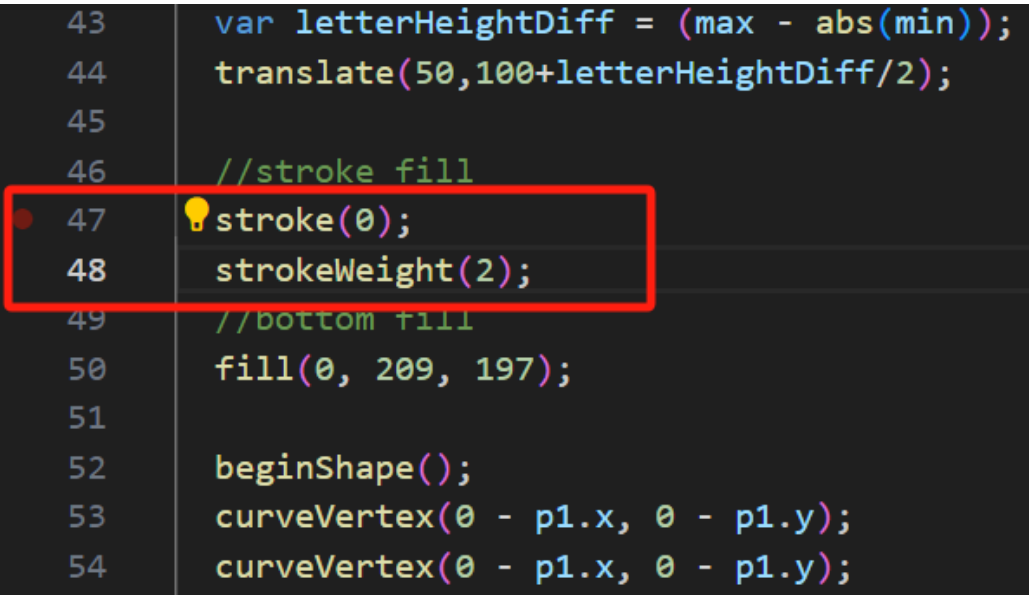 43 var letterHeightDiff = (max - abs(min));
44 translate(50,100+letterHeightDiff/2);
45
46 //stroke fill
47 stroke(0);
48 strokeWeight(2);
49 //bottom fill
50 fill(0, 209, 197);
51
52 beginShape();
53 curveVertex(0 - p1.x, 0 - p1.y);
54 curveVertex(0 - p1.x, 0 - p1.y);